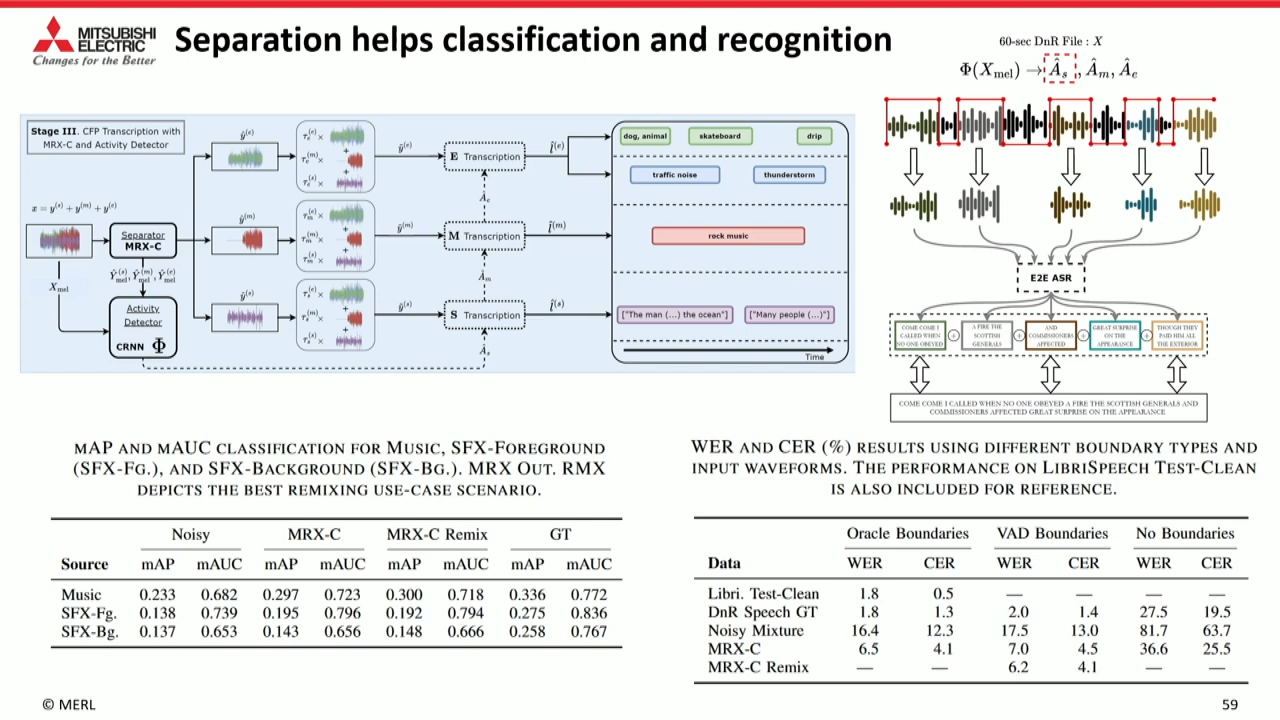 MITSUBISHI
ELECTRIC
Changes for the Better
Separation helps classification and recognition
60-sec DnR File : X
Φ(X_mel) → Â_s , Â_m , Â_e
Stage III. CFP Transcription with
MRX-C and Activity Detector
x = y^(s) + y^(m) + y^(e)
Separator
MRX-C
X_mel
Activity
Detector
CRNN Φ
E Transcription
M Transcription
S Transcription
Â_e
Â_m
Â_s
dog, animal
skateboard
drip
traffic noise
thunderstorm
rock music
["The man (...) the ocean"]
["Many people (...)"]
Time
E2E ASR
COME COME I CALLED WHEN NO ONE OBEYED
A FIRE THE SCOTTISH GENERALS
AND COMMISSIONERS AFFECTED
GREAT SURPRISE ON THE APPEARANCE
THOUGH THEY PAID HIM ALL THE EXTERIOR
COME COME I CALLED WHEN NO ONE OBEYED A FIRE THE SCOTTISH GENERALS AND
COMMISSIONERS AFFECTED GREAT SURPRISE ON THE APPEARANCE
MAP AND MAUC CLASSIFICATION FOR MUSIC, SFX-FOREGROUND
(SFX-FG.), AND SFX-BACKGROUND (SFX-BG.). MRX OUT. RMX
DEPICTS THE BEST REMIXING USE-CASE SCENARIO.
Noisy MRX-C MRX-C Remix GT
Source mAP mAUC mAP mAUC mAP mAUC mAP mAUC
Music 0.233 0.682 0.297 0.723 0.300 0.718 0.336 0.772
SFX-Fg. 0.138 0.739 0.195 0.796 0.192 0.794 0.275 0.836
SFX-Bg. 0.137 0.653 0.143 0.656 0.148 0.666 0.258 0.767
WER AND CER (%) RESULTS USING DIFFERENT BOUNDARY TYPES AND
INPUT WAVEFORMS. THE PERFORMANCE ON LIBRISPEECH TEST-CLEAN
IS ALSO INCLUDED FOR REFERENCE.
Oracle Boundaries VAD Boundaries No Boundaries
Data WER CER WER CER WER CER
Libri. Test-Clean 1.8 0.5 — — — —
DnR Speech GT 1.8 1.3 2.0 1.4 27.5 19.5
Noisy Mixture 16.4 12.3 17.5 13.0 81.7 63.7
MRX-C 6.5 4.1 7.0 4.5 36.6 25.5
MRX-C Remix — — 6.2 4.1 — —
© MERL
59